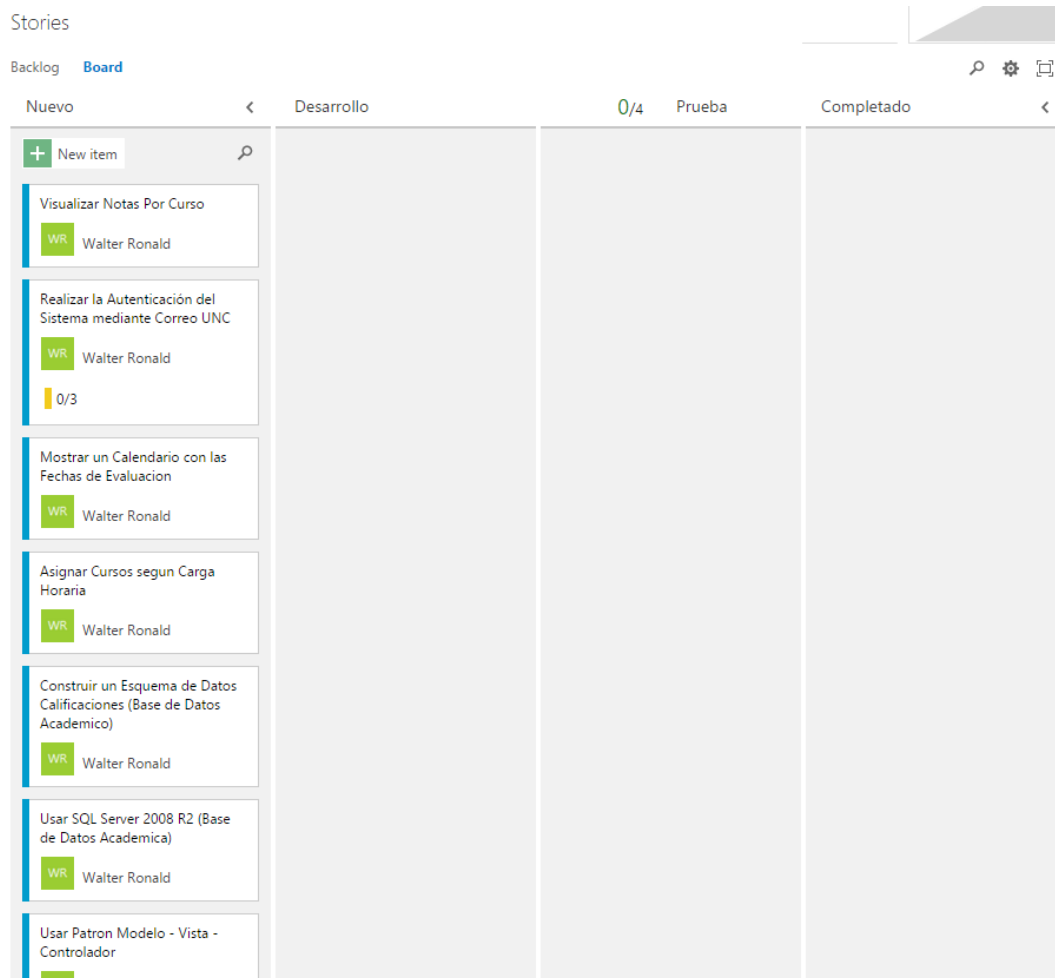 Stories
Backlog Board
Nuevo Desarrollo 0/4 Prueba Completado
New item
Visualizar Notas Por Curso
WR Walter Ronald
Realizar la Autenticación del
Sistema mediante Correo UNC
WR Walter Ronald
0/3
Mostrar un Calendario con las
Fechas de Evaluacion
WR Walter Ronald
Asignar Cursos segun Carga
Horaria
WR Walter Ronald
Construir un Esquema de Datos
Calificaciones (Base de Datos
Academico)
WR Walter Ronald
Usar SQL Server 2008 R2 (Base
de Datos Academica)
WR Walter Ronald
Usar Patron Modelo - Vista -
Controlador